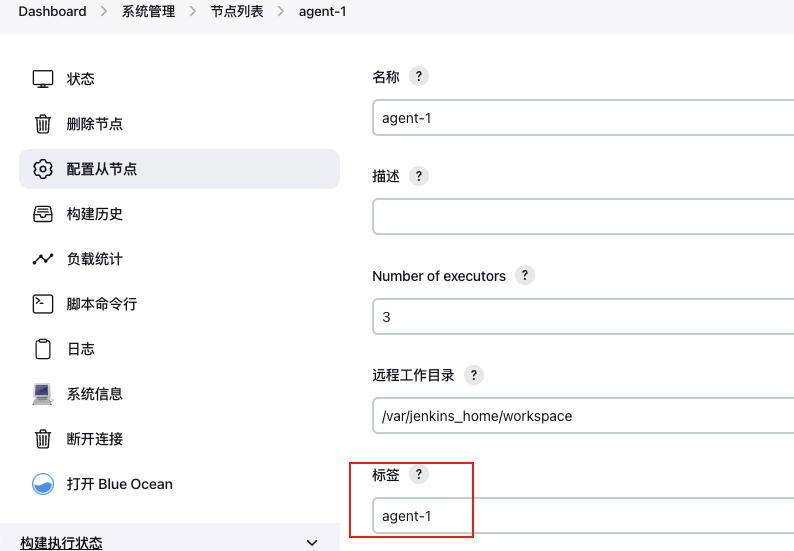 Dashboard > 系统管理 > 节点列表 > agent-1
状态
删除节点
配置从节点
构建历史
负载统计
脚本命令行
日志
系统信息
断开连接
打开 Blue Ocean
构建执行状态
名称 ?
agent-1
描述 ?
Number of executors ?
3
远程工作目录 ?
/var/jenkins_home/workspace
标签 ?
agent-1